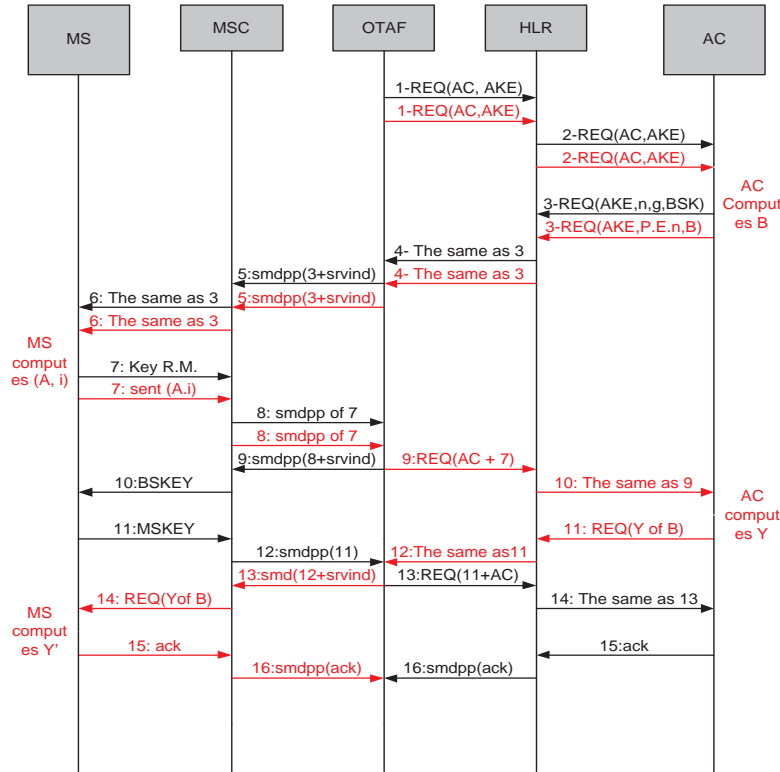 MS
MSC
OTAF
HLR
AC
1-REQ(AC, AKE)
1-REQ(AC,AKE)
2-REQ(AC,AKE)
2-REQ(AC,AKE)
AC
Comput
es B
3-REQ(AKE,n,g,BSK)
3-REQ(AKE,P.E.n,B)
4- The same as 3
4- The same as 3
5:smdpp(3+srvind)
5:smdpp(3+srvind)
6: The same as 3
6: The same as 3
MS
comput
es (A, i)
7: Key R.M.
7: sent (A.i)
8: smdpp of 7
8: smdpp of 7
9:smdpp(8+srvind)
9:REQ(AC + 7)
10:BSKEY
10: The same as 9
AC
comput
es Y
11:MSKEY
11: REQ(Y of B)
12:smdpp(11)
12:The same as11
13:smd(12+srvind)
13:REQ(11+AC)
14: REQ(Yof B)
14: The same as 13
MS
comput
es Y'
15: ack
15:ack
16:smdpp(ack)
16:smdpp(ack)